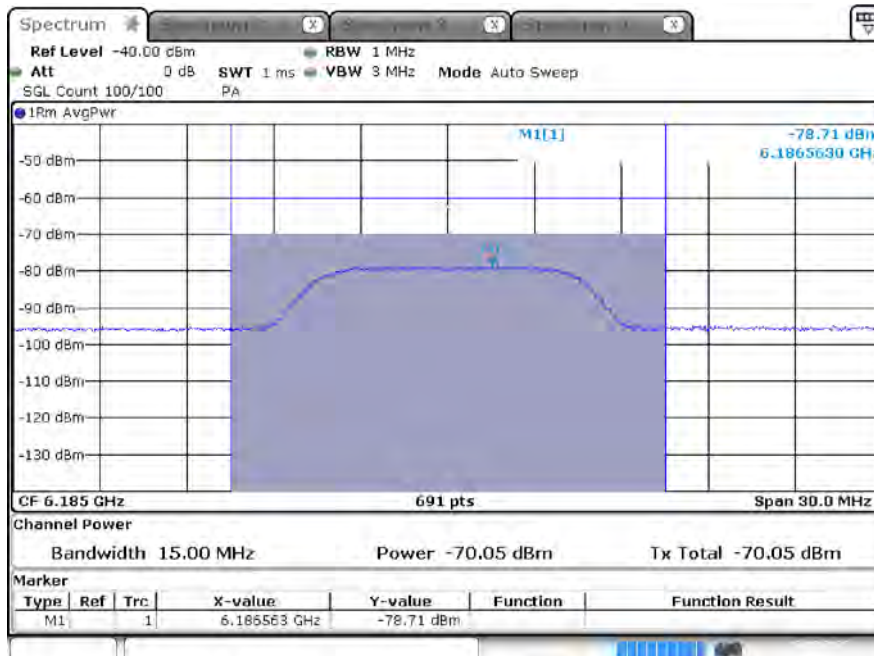 Spectrum
Ref Level -40.00 dBm RBW 1 MHz
Att 0 dB SWT 1 ms VBW 3 MHz Mode Auto Sweep
SGL Count 100/100 PA
1Rm AvgPwr
M1[1] -78.71 dBm
6.1865630 GH
-50 dBm
-60 dBm
-70 dBm
M1
-80 dBm
-90 dBm
-100 dBm
-110 dBm
-120 dBm
-130 dBm
CF 6.185 GHz 691 pts Span 30.0 MHz
Channel Power
Bandwidth 15.00 MHz Power -70.05 dBm Tx Total -70.05 dBm
Marker
Type Ref Trc X-value Y-value Function Function Result
M1 1 6.186563 GHz -78.71 dBm